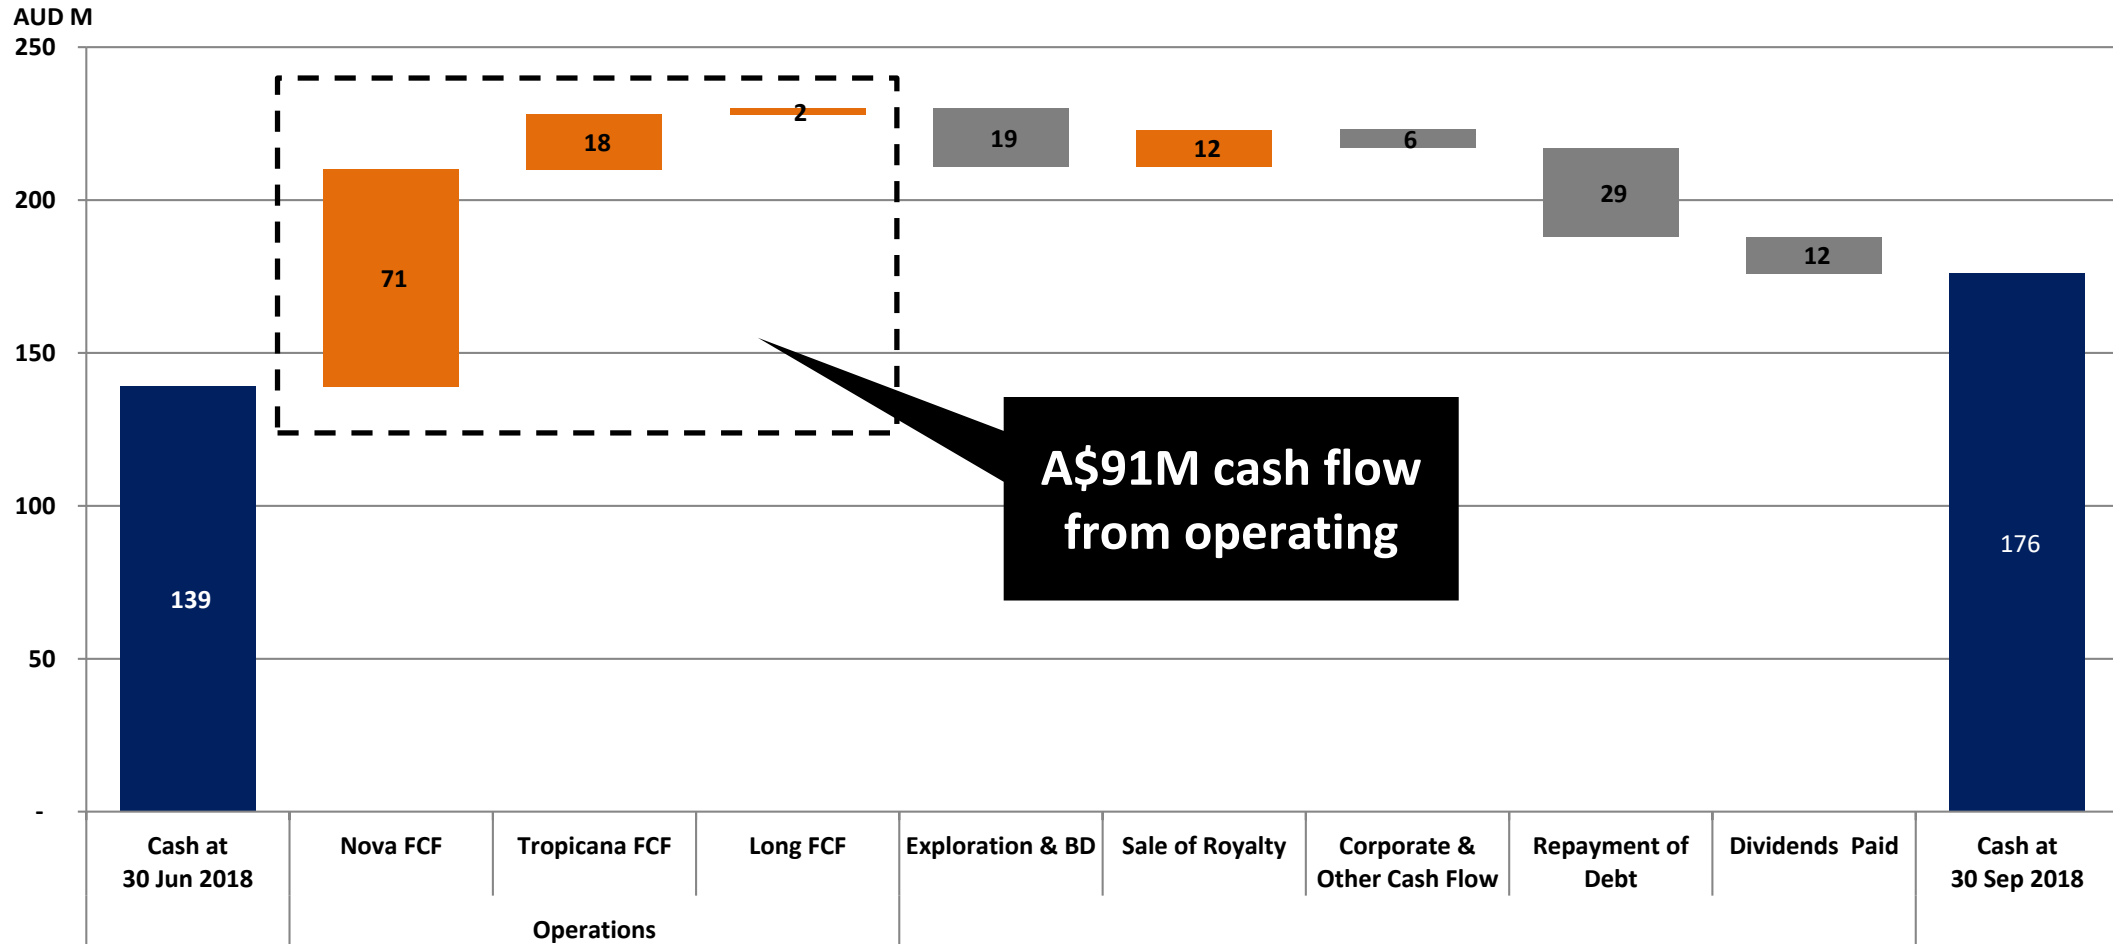 AUD M
250
200
150
100
50
-
139
71
18
2
19
12
6
29
12
176
A$91M cash flow
from operating
Cash at
30 Jun 2018
Nova FCF
Tropicana FCF
Long FCF
Exploration & BD
Sale of Royalty
Corporate &
Other Cash Flow
Repayment of
Debt
Dividends Paid
Cash at
30 Sep 2018
Operations